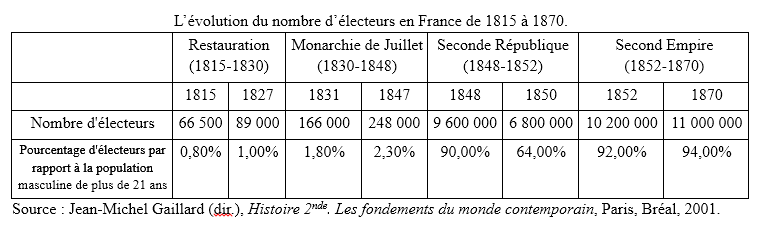 L’évolution du nombre d’électeurs en France de 1815 à 1870.
Restauration Monarchie de Juillet Seconde République Second Empire
(1815-1830) (1830-1848) (1848-1852) (1852-1870)
1815 1827 1831 1847 1848 1850 1852 1870
Nombre d'électeurs 66 500 89 000 166 000 248 000 9 600 000 6 800 000 10 200 000 11 000 000
Pourcentage d'électeurs par
rapport à la population 0,80% 1,00% 1,80% 2,30% 90,00% 64,00% 92,00% 94,00%
masculine de plus de 21 ans
Source : Jean-Michel Gaillard (dir.), Histoire 2nde. Les fondements du monde contemporain, Paris, Bréal, 2001.